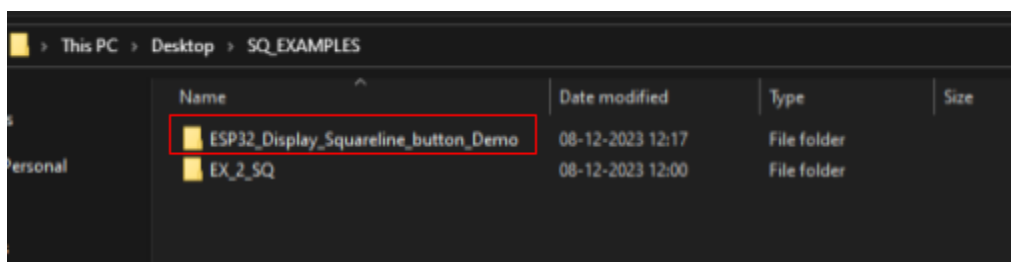 This PC > Desktop > SQ_EXAMPLES
Name Date modified Type Size
ESP32_Display_Squareline_button_Demo 08-12-2023 12:17 File folder
Personal
EX_2_SQ 08-12-2023 12:00 File folder